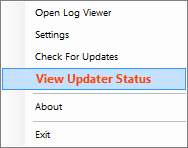 Open Log Viewer
Settings
Check For Updates
View Updater Status
About
Exit